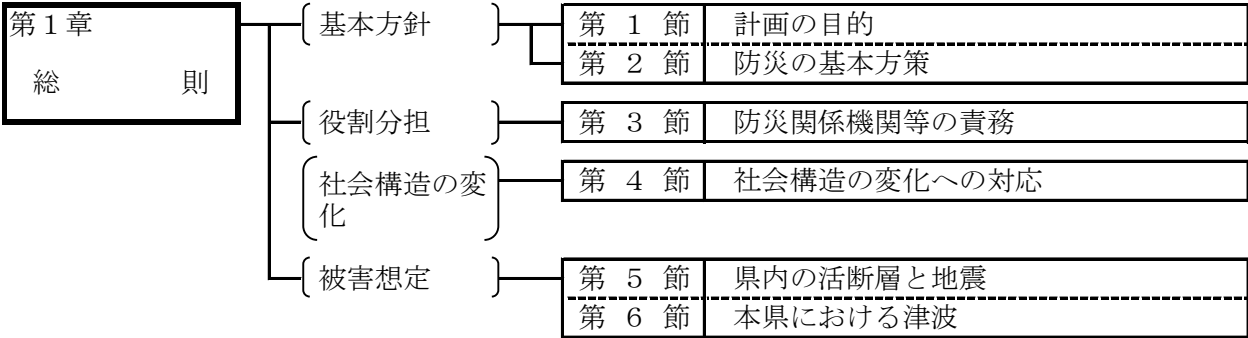 第１章
総　　　則
基本方針
第　１　節　計画の目的
第　２　節　防災の基本方策
役割分担
第　３　節　防災関係機関等の責務
社会構造の変
化
第　４　節　社会構造の変化への対応
被害想定
第　５　節　県内の活断層と地震
第　６　節　本県における津波